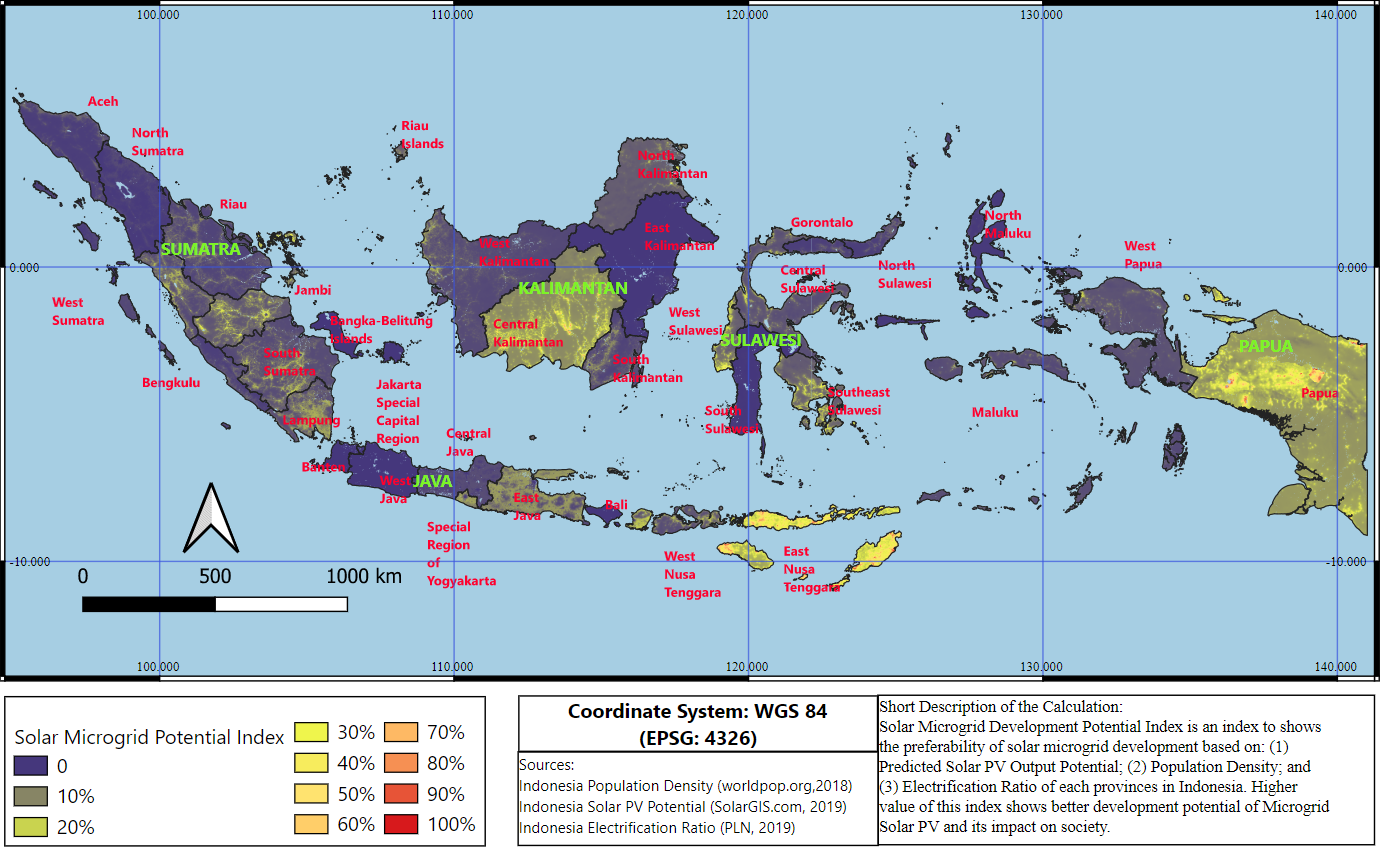 100.000
110.000
120.000
130.000
140.000
Aceh
North
Sumatra
Riau
Islands
North
Kalimantan
Riau
SUMATRA
West
Kalimantan
East
Kalimantan
Gorontalo
North
Maluku
West
Papua
0.000
0.000
Central
Sulawesi
North
Sulawesi
Jambi
KALIMANTAN
West
Sumatra
Bangka-Belitung
Islands
Central
Kalimantan
West
Sulawesi
SULAWESI
PAPUA
South
Sumatra
South
Kalimantan
Bengkulu
Jakarta
Special
Capital
Region
Southeast
Sulawesi
Papua
Lampung
South
Sulawesi
Maluku
Central
Java
Banten
West
Java
JAVA
East
Java
Bali
Special
Region
of
Yogyakarta
West
Nusa
Tenggara
East
Nusa
Tenggara
-10.000
-10.000
0 500 1000 km
100.000
110.000
120.000
130.000
140.000
Solar Microgrid Potential Index
0
10%
20%
30%
40%
50%
60%
70%
80%
90%
100%
Coordinate System: WGS 84
(EPSG: 4326)
Sources:
Indonesia Population Density (worldpop.org,2018)
Indonesia Solar PV Potential (SolarGIS.com, 2019)
Indonesia Electrification Ratio (PLN, 2019)
Short Description of the Calculation:
Solar Microgrid Development Potential Index is an index to shows
the preferability of solar microgrid development based on: (1)
Predicted Solar PV Output Potential; (2) Population Density; and
(3) Electrification Ratio of each provinces in Indonesia. Higher
value of this index shows better development potential of Microgrid
Solar PV and its impact on society.